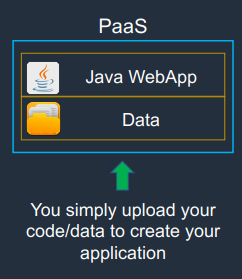 PaaS
Java WebApp
Data
You simply upload your
code/data to create your
application